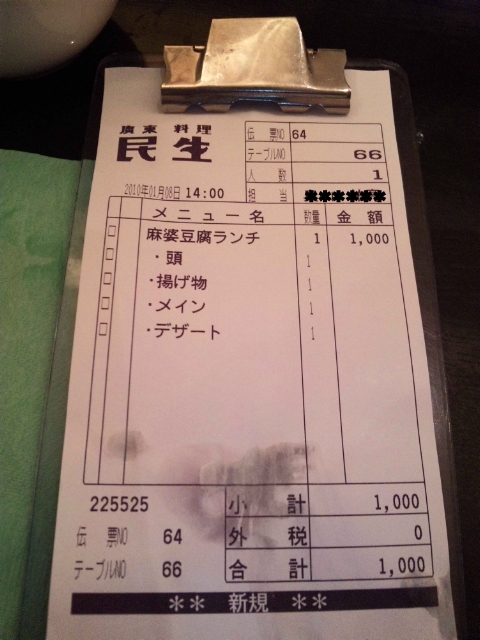 廣東料理
民生
伝票NO 64
テーブルNO 66
人数 1
2010年01月08日 14:00 担当 ******
メニュー名 数量 金額
□ 麻婆豆腐ランチ 1 1,000
□ ・頭 1
□ ・揚げ物 1
□ ・メイン 1
□ ・デザート 1
225525 小計 1,000
伝票NO 64 外税 0
テーブルNO 66 合計 1,000
** 新規 **